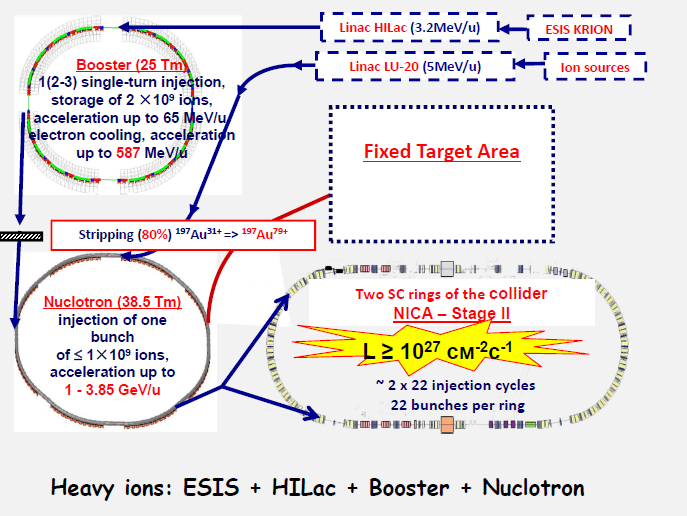 Linac HILac (3.2MeV/u)
ESIS KRION
Linac LU-20 (5MeV/u)
Ion sources
Booster (25 Tm)
1(2-3) single-turn injection,
storage of 2 ×10⁹ ions,
acceleration up to 65 MeV/u
electron cooling, acceleration
up to 587 MeV/u
Fixed Target Area
Stripping (80%) ¹⁹⁷Au³¹⁺ => ¹⁹⁷Au⁷⁹⁺
Nuclotron (38.5 Tm)
injection of one
bunch
of ≤ 1×10⁹ ions,
acceleration up to
1 - 3.85 GeV/u
Two SC rings of the collider
NICA – Stage II
L ≥ 10²⁷ см⁻²с⁻¹
~ 2 x 22 injection cycles
22 bunches per ring
Heavy ions: ESIS + HILac + Booster + Nuclotron